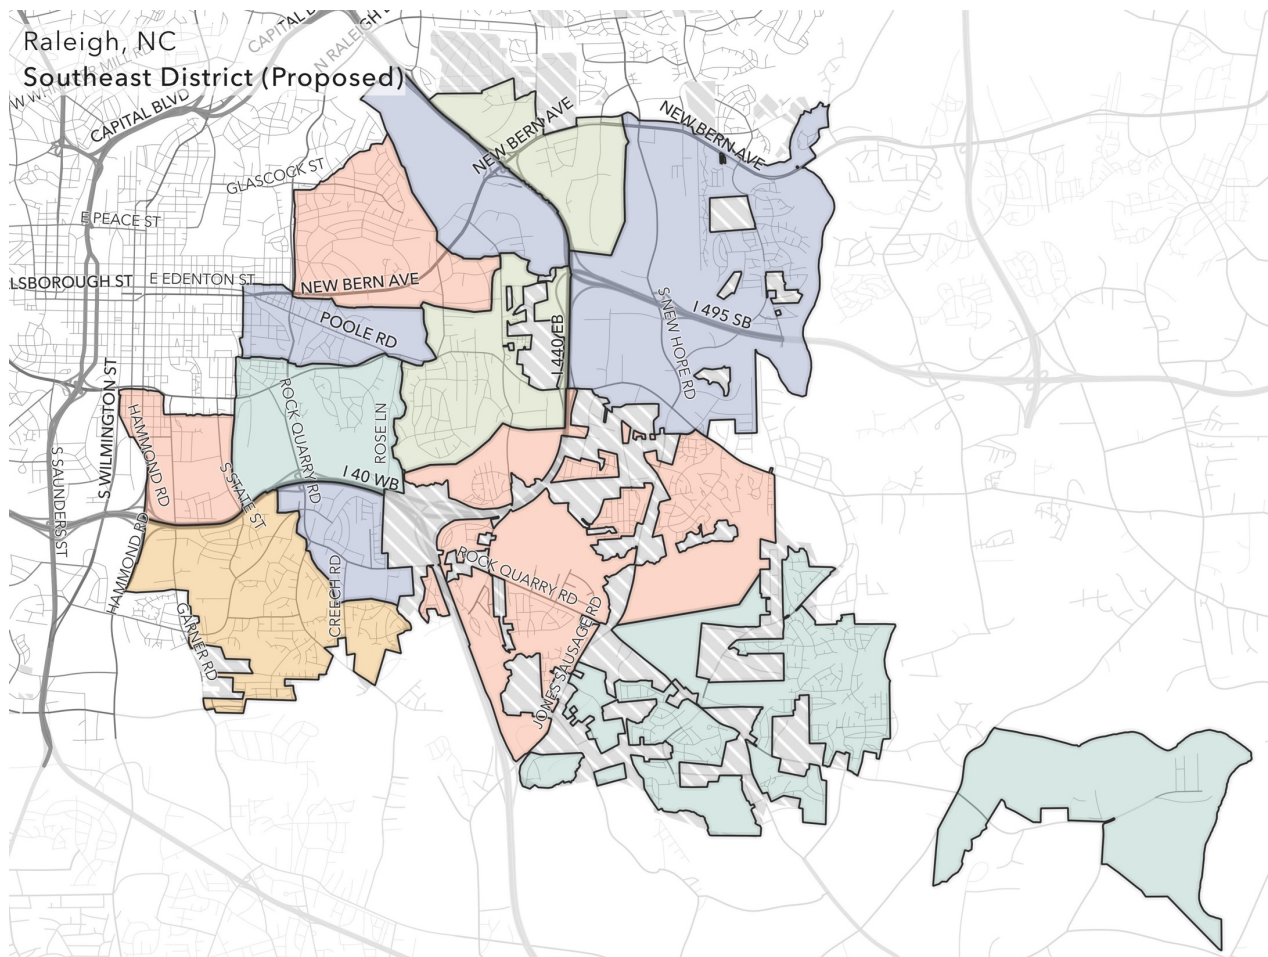 Raleigh, NC
Southeast District (Proposed)
CAPITAL BLVD
N RALEIGH
NEW BERN AVE
NEW BERN AVE
GLASCOCK ST
E PEACE ST
LSBOROUGH ST
E EDENTON ST
NEW BERN AVE
POOLE RD
I 440 EB
S NEW HOPE RD
I 495 SB
S WILMINGTON ST
HAMMOND RD
ROCK QUARRY RD
ROSE LN
S STATE ST
I 40 WB
S SAUNDERS ST
HAMMOND RD
CREECH RD
GARNER RD
ROCK QUARRY RD
JONES SAUSAGE RD